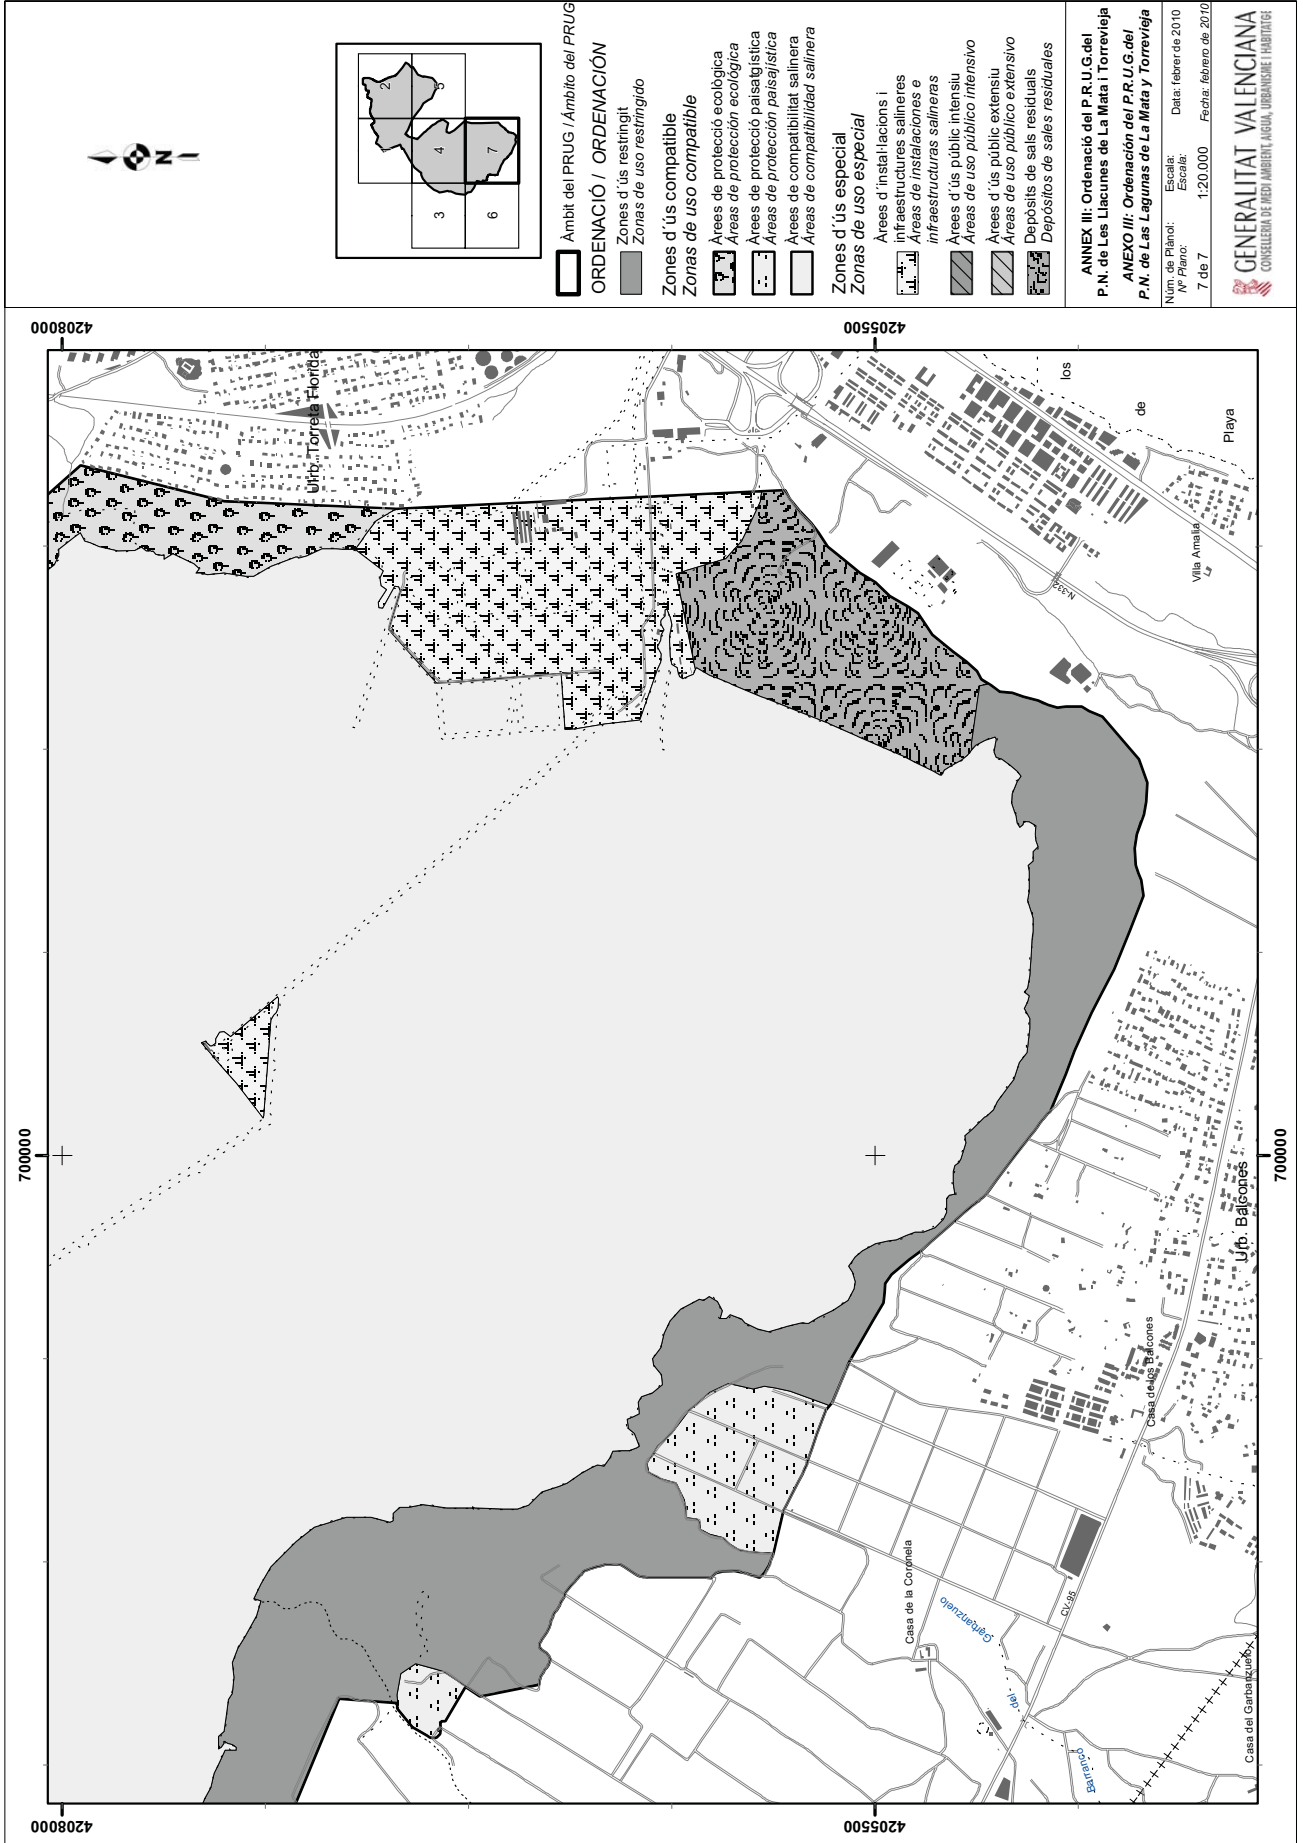 N
2
5
4
7
3
6
Àmbit del PRUG / Ámbito del PRUG
ORDENACIÓ / ORDENACIÓN
Zones d´ús restringit
Zonas de uso restringido
Zones d´ús compatible
Zonas de uso compatible
Àrees de protecció ecològica
Áreas de protección ecológica
Àrees de protecció paisatgística
Áreas de protección paisajística
Àrees de compatibilitat salinera
Áreas de compatibilidad salinera
Zones d´ús especial
Zonas de uso especial
Àrees d´instal·lacions i
infraestructures salineres
Áreas de instalaciones e
infraestructuras salineras
Àrees d´ús públic intensiu
Áreas de uso público intensivo
Àrees d´ús públic extensiu
Áreas de uso público extensivo
Depòsits de sals residuals
Depósitos de sales residuales
ANNEX III: Ordenació del P.R.U.G.del
P.N. de Les Llacunes de La Mata i Torrevieja
ANEXO III: Ordenación del P.R.U.G.del
P.N. de Las Lagunas de La Mata y Torrevieja
Núm. de Plànol:
Nº Plano:
7 de 7
Escala:
Escala:
1:20.000
Data: febrer de 2010
Fecha: febrero de 2010
GENERALITAT VALENCIANA
CONSELLERIA DE MEDI AMBIENT, AIGUA, URBANISME I HABITATGE
4208000
4205500
700000
700000
4208000
4205500
Urb. Torreta Florida
los
de
Playa
Villa Amalia
N-332
Urb. Balcones
Casa de los Balcones
Casa de la Coronela
CV-95
Garbanzuelo
del
Barranco
Casa del Garbanzuelo